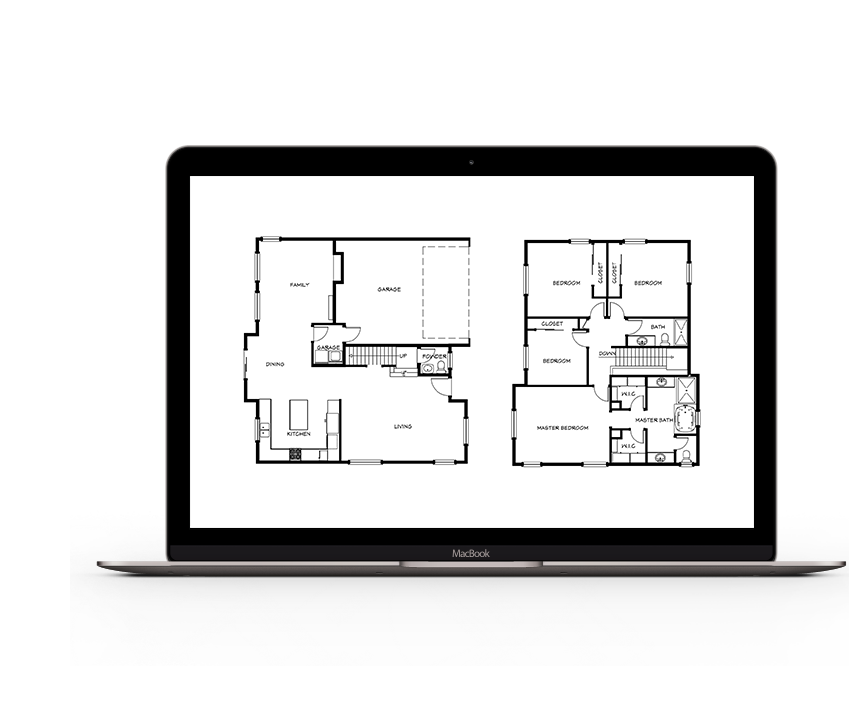 FAMILY
GARAGE
GARAGE
UP
POWDER
DINING
LIVING
KITCHEN
BEDROOM
CLOSET
CLOSET
BEDROOM
CLOSET
BATH
BEDROOM
DOWN
W.I.C
MASTER BEDROOM
MASTER BATH
W.I.C
MacBook